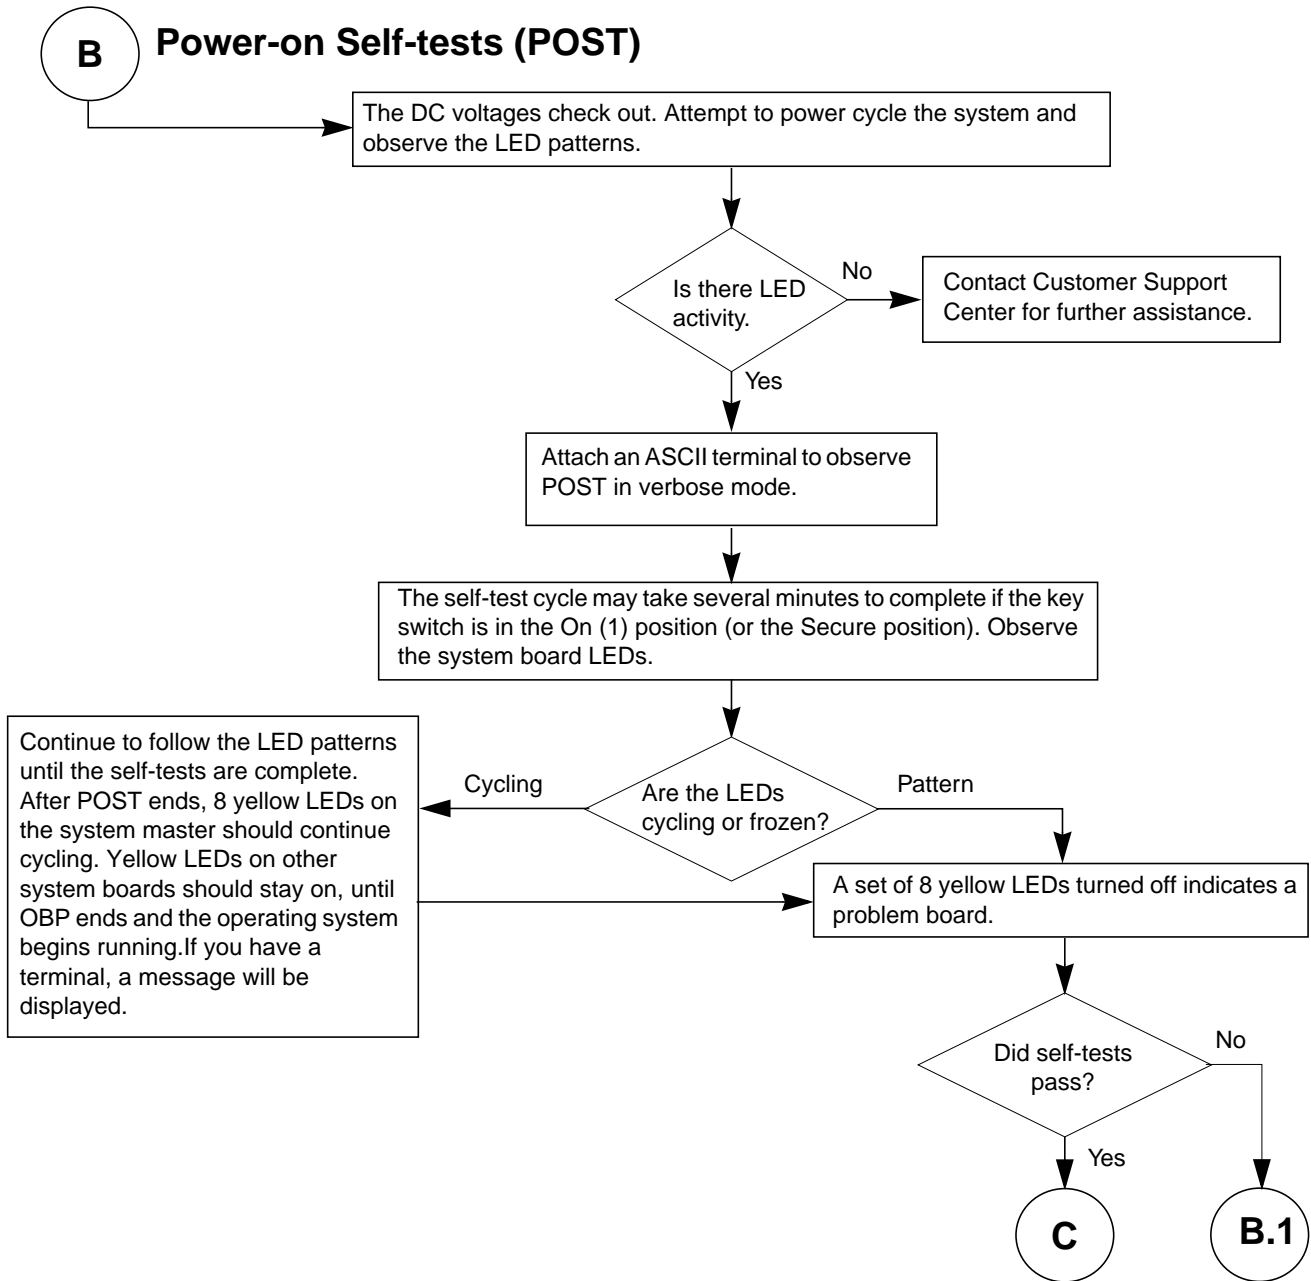 B
Power-on Self-tests (POST)
The DC voltages check out. Attempt to power cycle the system and
observe the LED patterns.
Is there LED
activity.
No
Contact Customer Support
Center for further assistance.
Yes
Attach an ASCII terminal to observe
POST in verbose mode.
The self-test cycle may take several minutes to complete if the key
switch is in the On (1) position (or the Secure position). Observe
the system board LEDs.
Are the LEDs
cycling or frozen?
Cycling
Pattern
Continue to follow the LED patterns
until the self-tests are complete.
After POST ends, 8 yellow LEDs on
the system master should continue
cycling. Yellow LEDs on other
system boards should stay on, until
OBP ends and the operating system
begins running.If you have a
terminal, a message will be
displayed.
A set of 8 yellow LEDs turned off indicates a
problem board.
Did self-tests
pass?
No
Yes
C
B.1